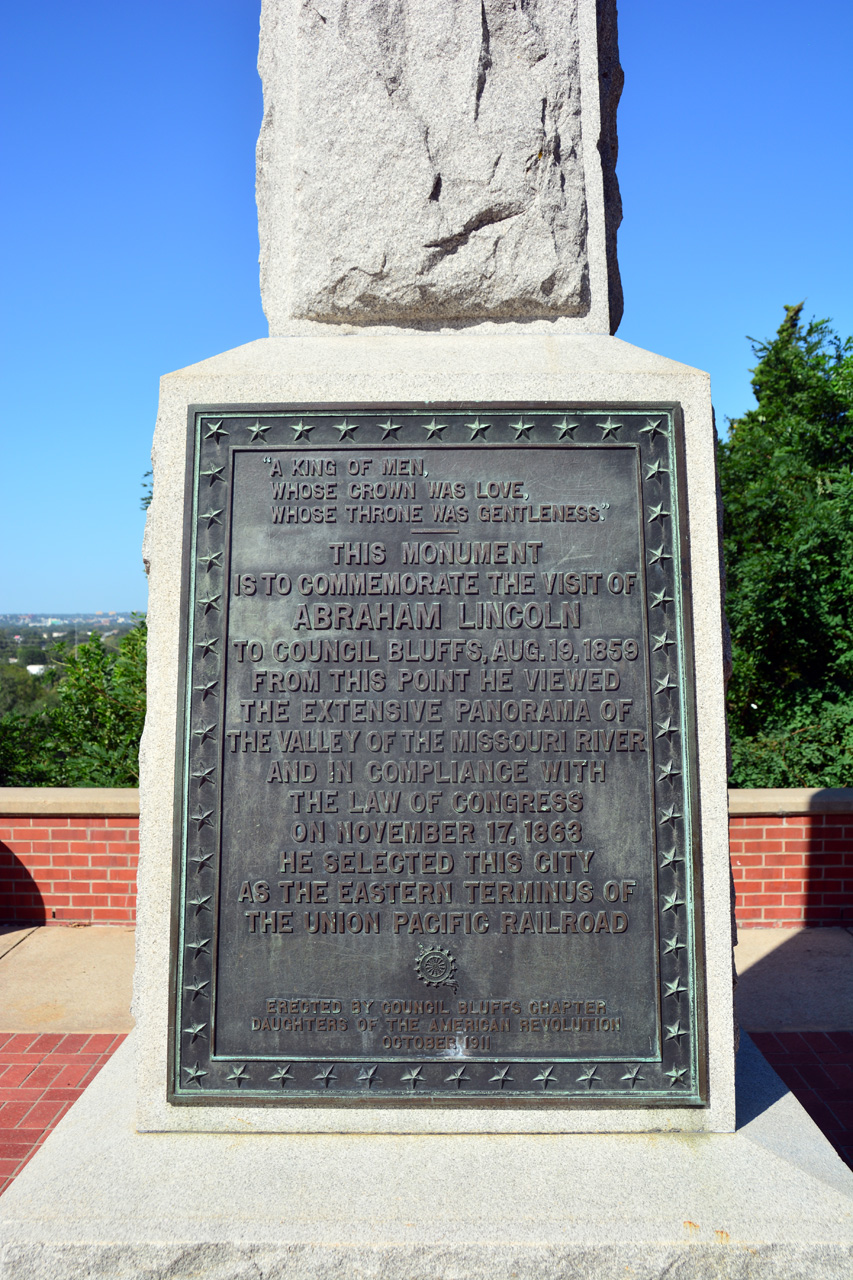 "A KING OF MEN,
WHOSE CROWN WAS LOVE,
WHOSE THRONE WAS GENTLENESS."
THIS MONUMENT
IS TO COMMEMORATE THE VISIT OF
ABRAHAM LINCOLN
TO COUNCIL BLUFFS, AUG. 19, 1859
FROM THIS POINT HE VIEWED
THE EXTENSIVE PANORAMA OF
THE VALLEY OF THE MISSOURI RIVER
AND IN COMPLIANCE WITH
THE LAW OF CONGRESS
ON NOVEMBER 17, 1863
HE SELECTED THIS CITY
AS THE EASTERN TERMINUS OF
THE UNION PACIFIC RAILROAD
ERECTED BY COUNCIL BLUFFS CHAPTER
DAUGHTERS OF THE AMERICAN REVOLUTION
OCTOBER 1911